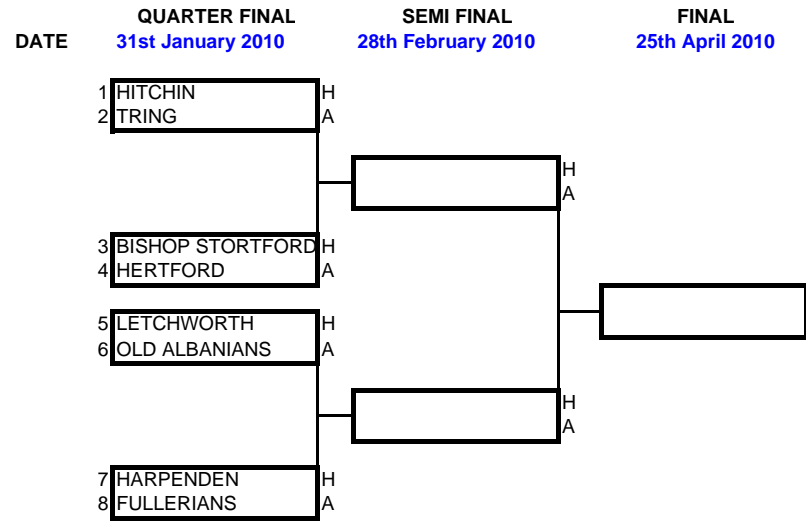 QUARTER FINAL SEMI FINAL FINAL
DATE 31st January 2010 28th February 2010 25th April 2010
1 HITCHIN H
2 TRING A
H
A
3 BISHOP STORTFORD H
4 HERTFORD A
5 LETCHWORTH H
6 OLD ALBANIANS A
H
A
7 HARPENDEN H
8 FULLERIANS A